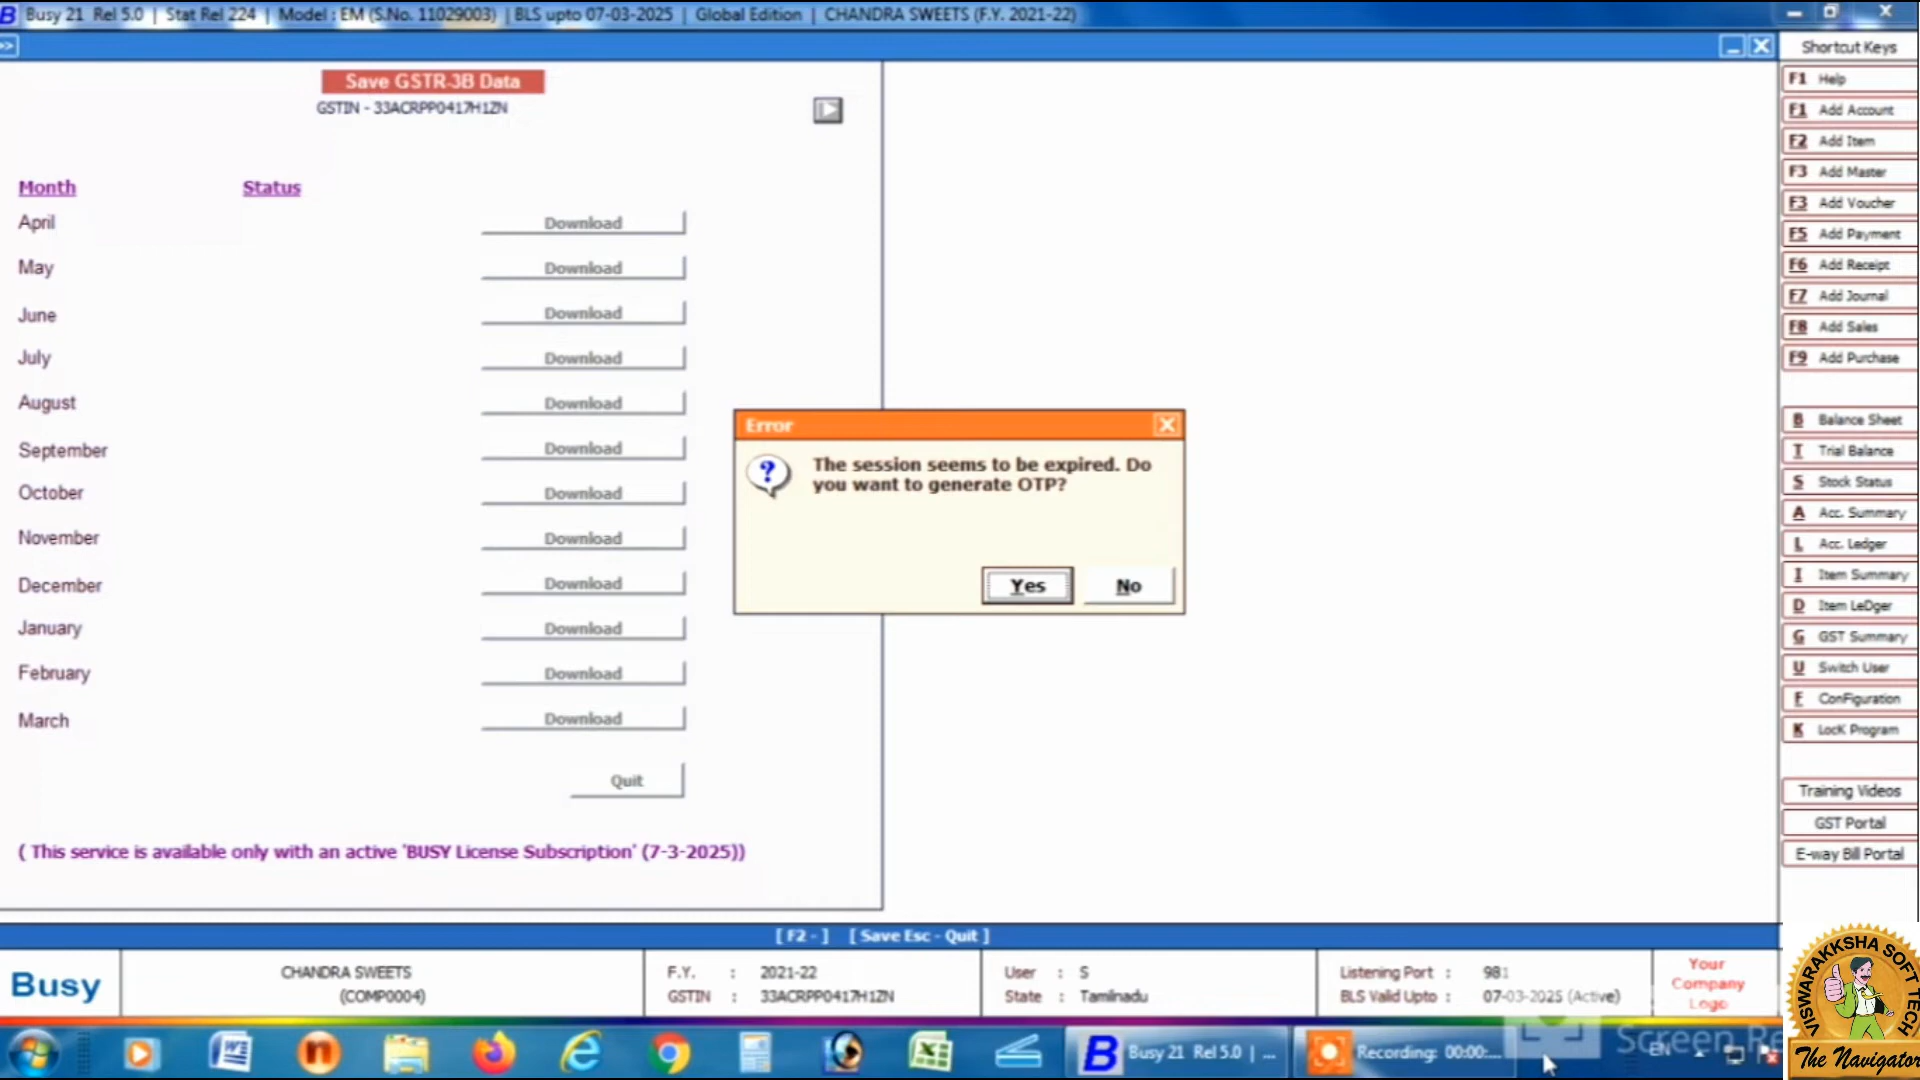 Busy 21 Rel 5.0 | Stat Rel 224 | Model : EM (S.No. 11029003) | BLS upto 07-03-2025 | Global Edition | CHANDRA SWEETS (F.Y. 2021-22)
>>
Shortcut Keys
Save GSTR-3B Data
GSTIN - 33ACRPP0417H1ZN
Month Status
April Download
May Download
June Download
July Download
August Download
September Download
October Download
November Download
December Download
January Download
February Download
March Download
Quit
( This service is available only with an active 'BUSY License Subscription' (7-3-2025))
Error
The session seems to be expired. Do
you want to generate OTP?
Yes No
F1 Help
F1 Add Account
F2 Add Item
F3 Add Master
F3 Add Voucher
F5 Add Payment
F6 Add Receipt
F7 Add Journal
F8 Add Sales
F9 Add Purchase
B Balance Sheet
T Trial Balance
S Stock Status
A Acc. Summary
L Acc. Ledger
I Item Summary
D Item LeDger
G GST Summary
U Switch User
F ConFiguration
K LocK Program
Training Videos
GST Portal
E-way Bill Portal
[ F2 - ] [ Save Esc - Quit ]
Busy
CHANDRA SWEETS
(COMP0004)
F.Y. : 2021-22
GSTIN : 33ACRPP0417H1ZN
User : S
State : Tamilnadu
Listening Port : 981
BLS Valid Upto : 07-03-2025 (Active)
Your
Company
Logo
VISWARAKKSHA SOFT TECH
The Navigator
Busy 21 Rel 5.0 | ...
Recording: 00:00:...
Screen Re
EN